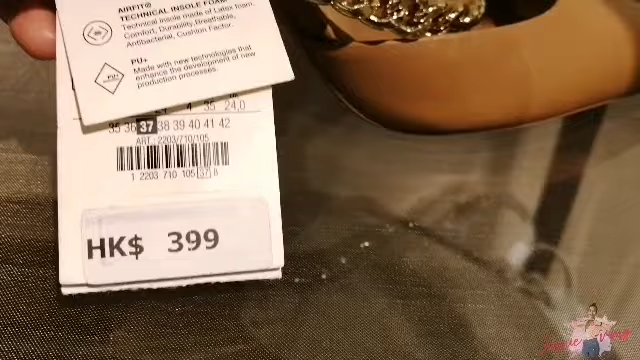 AIRFIT®
TECHNICAL INSOLE FOAM
Technical insole made of Latex foam.
Comfort, Durability Breathable,
Antibacterial, Cushion Factor.
PU+
Made with new technologies that
enhance the development of new
production processes.
4 35 24,0
35 36 37 38 39 40 41 42
ART.: 2203/710/105
1 2203 710 105 37 8
HK$ 399